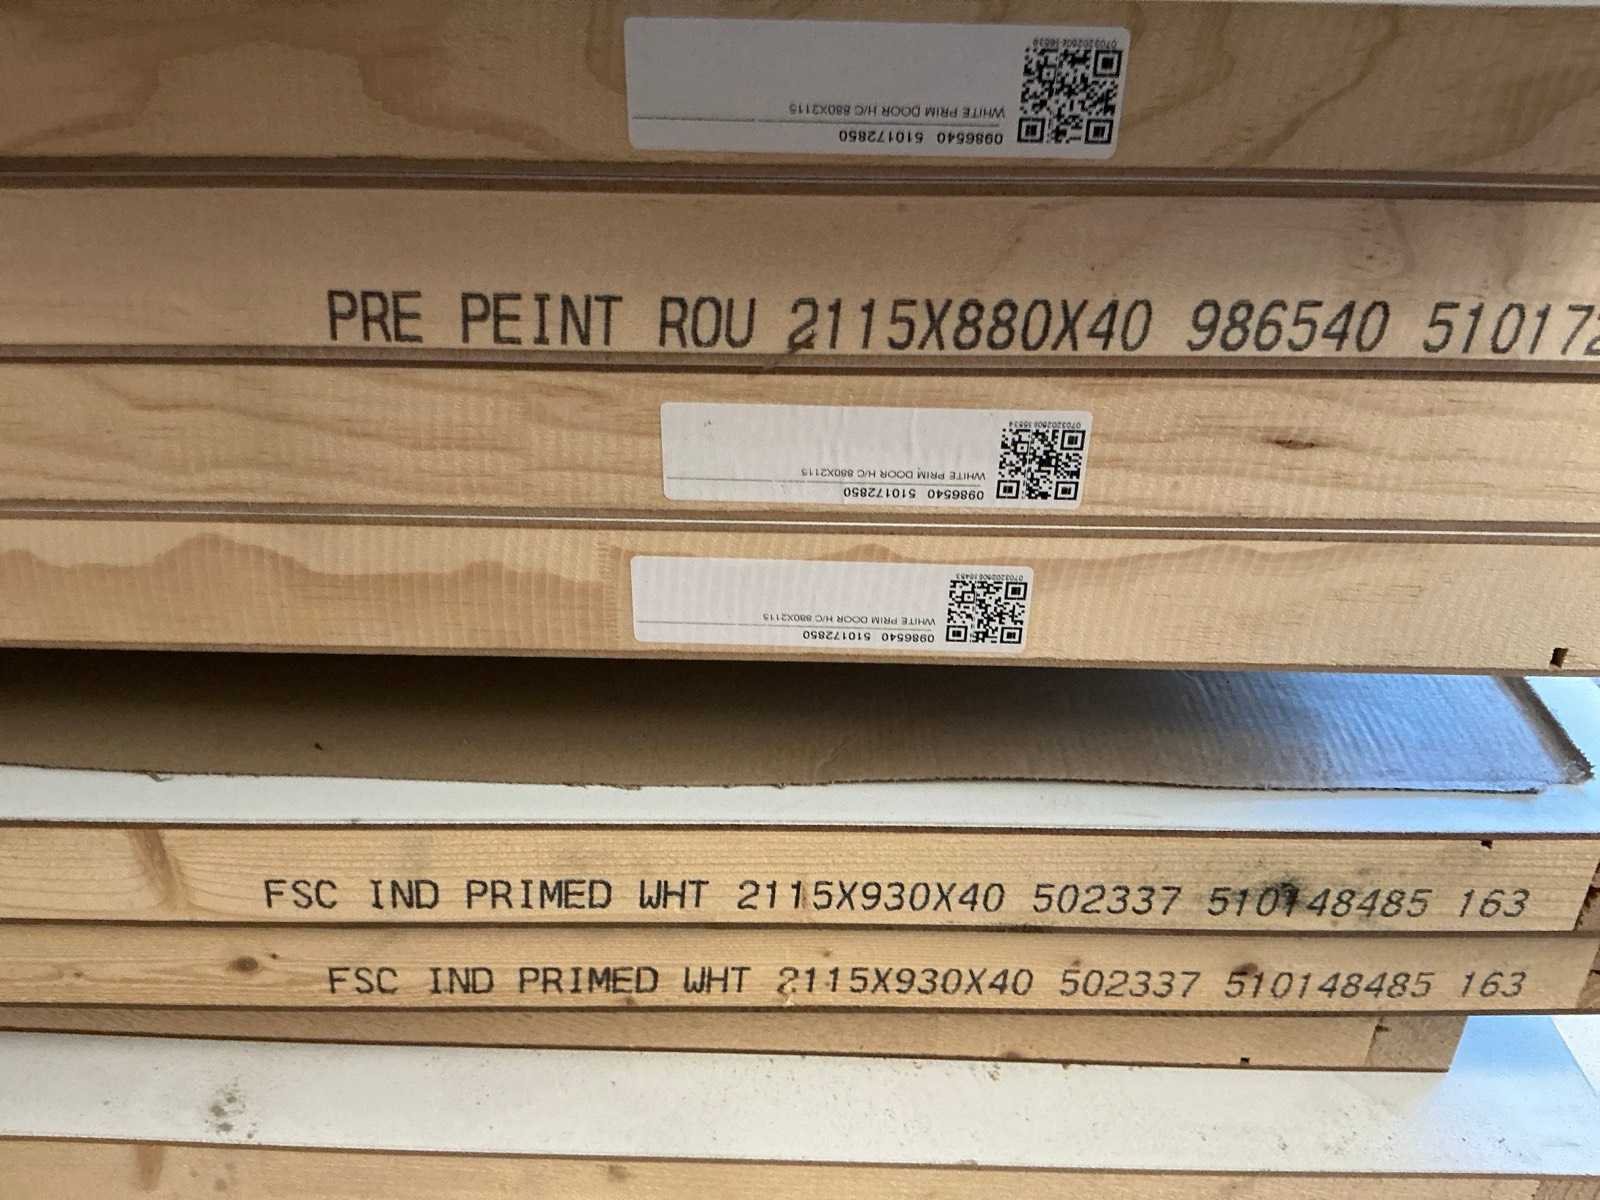 0986540 510172850
WHITE PRIM DOOR H/C 880X2115
PRE PEINT ROU 2115X880X40 986540 510172
0986540 510172850
WHITE PRIM DOOR H/C 880X2115
0986540 510172850
WHITE PRIM DOOR H/C 880X2115
FSC IND PRIMED WHT 2115X930X40 502337 510148485 163
FSC IND PRIMED WHT 2115X930X40 502337 510148485 163